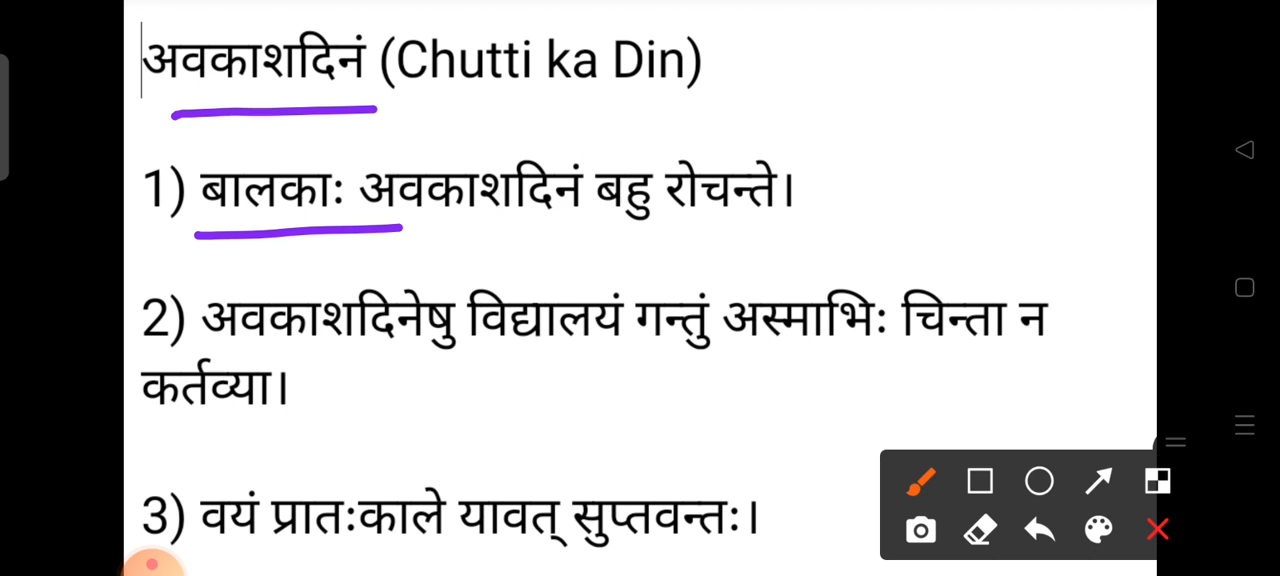 अवकाशदिनं (Chutti ka Din)
1) बालकाः अवकाशदिनं बहु रोचन्ते।
2) अवकाशदिनेषु विद्यालयं गन्तुं अस्माभिः चिन्ता न
कर्तव्या।
3) वयं प्रातःकाले यावत् सुप्तवन्तः।